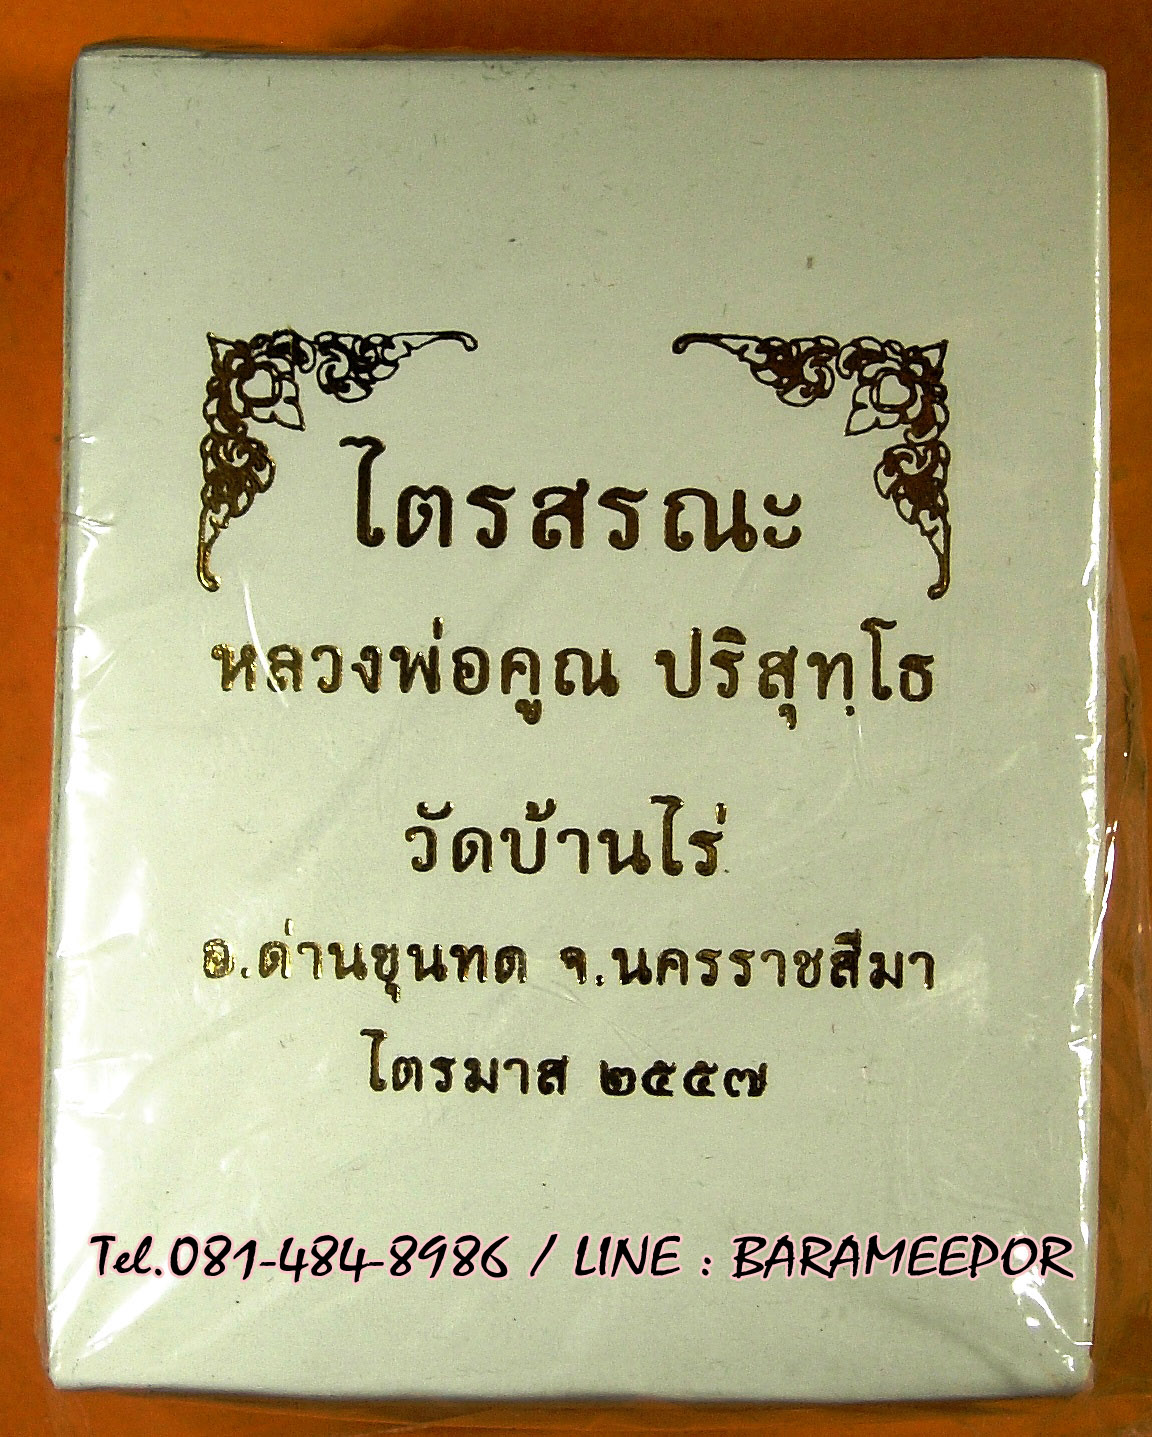 ไตรสรณะ
หลวงพ่อคูณ ปริสุทฺโธ
วัดบ้านไร่
อ.ด่านขุนทด จ.นครราชสีมา
ไตรมาส ๒๕๕๗
Tel.081-484-8986 / LINE : BARAMEEPOR